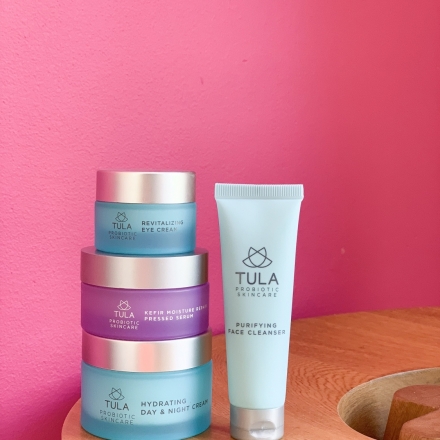 TULA
PROBIOTIC
SKINCARE
REVITALIZING
EYE CREAM
TULA
PROBIOTIC
SKINCARE
KEFIR MOISTURE REPAIR
PRESSED SERUM
TULA
PROBIOTIC
SKINCARE
HYDRATING
DAY & NIGHT CREAM
TULA
PROBIOTIC
SKINCARE
PURIFYING
FACE CLEANSER